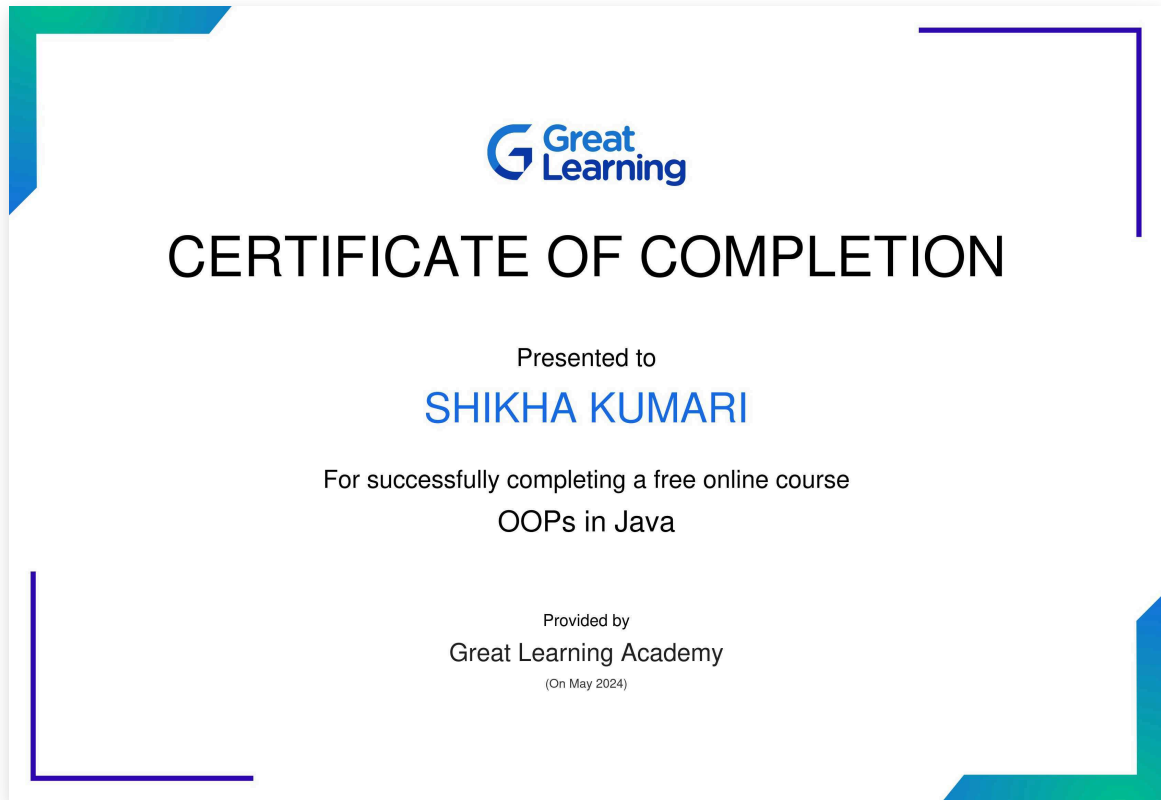 Great
Learning
CERTIFICATE OF COMPLETION
Presented to
SHIKHA KUMARI
For successfully completing a free online course
OOPs in Java
Provided by
Great Learning Academy
(On May 2024)